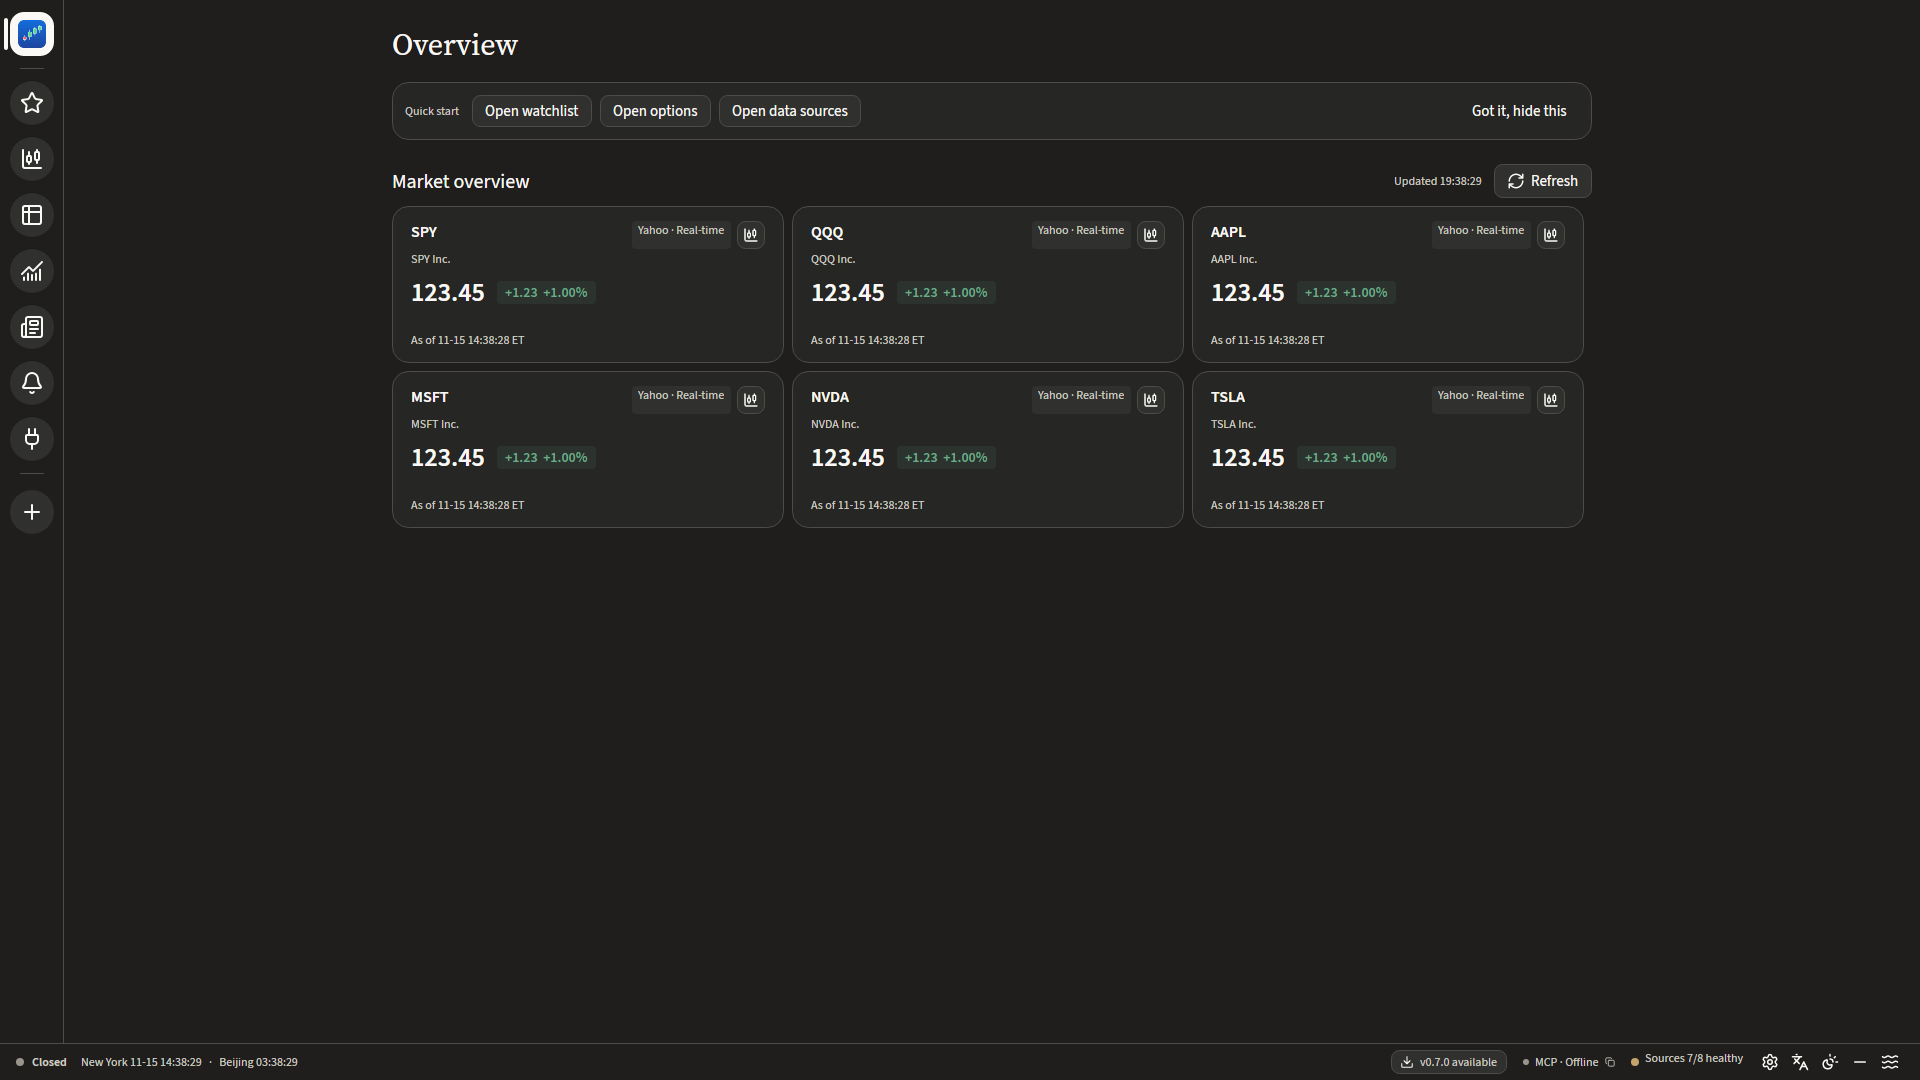 Overview
Quick start Open watchlist Open options Open data sources Got it, hide this
Market overview Updated 19:38:29 Refresh
SPY Yahoo · Real-time
SPY Inc.
123.45 +1.23 +1.00%
As of 11-15 14:38:28 ET
QQQ Yahoo · Real-time
QQQ Inc.
123.45 +1.23 +1.00%
As of 11-15 14:38:28 ET
AAPL Yahoo · Real-time
AAPL Inc.
123.45 +1.23 +1.00%
As of 11-15 14:38:28 ET
MSFT Yahoo · Real-time
MSFT Inc.
123.45 +1.23 +1.00%
As of 11-15 14:38:28 ET
NVDA Yahoo · Real-time
NVDA Inc.
123.45 +1.23 +1.00%
As of 11-15 14:38:28 ET
TSLA Yahoo · Real-time
TSLA Inc.
123.45 +1.23 +1.00%
As of 11-15 14:38:28 ET
Closed New York 11-15 14:38:29 · Beijing 03:38:29 v0.7.0 available MCP · Offline Sources 7/8 healthy